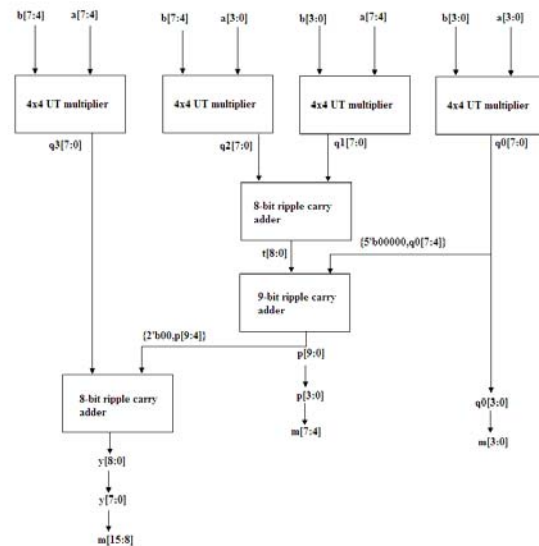 b[7:4] a[7:4] b[7:4] a[3:0] b[3:0] a[7:4] b[3:0] a[3:0]
4x4 UT multiplier 4x4 UT multiplier 4x4 UT multiplier 4x4 UT multiplier
q3[7:0] q2[7:0] q1[7:0] q0[7:0]
8-bit ripple carry
adder
t[8:0] {5'b00000,q0[7:4]}
9-bit ripple carry
adder
{2'b00,p[9:4]}
p[9:0]
8-bit ripple carry
adder
p[3:0] q0[3:0]
m[7:4] m[3:0]
y[8:0]
y[7:0]
m[15:8]